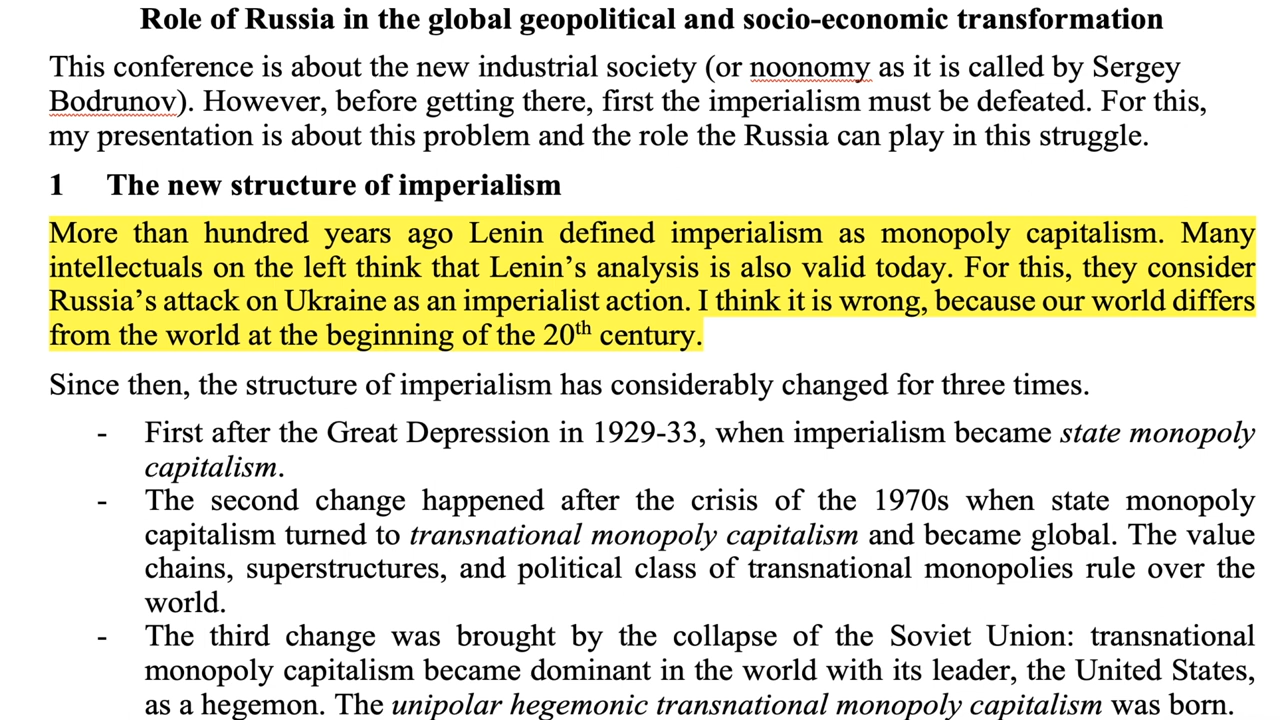 Role of Russia in the global geopolitical and socio-economic transformation
This conference is about the new industrial society (or noonomy as it is called by Sergey
Bodrunov). However, before getting there, first the imperialism must be defeated. For this,
my presentation is about this problem and the role the Russia can play in this struggle.
1 The new structure of imperialism
More than hundred years ago Lenin defined imperialism as monopoly capitalism. Many
intellectuals on the left think that Lenin’s analysis is also valid today. For this, they consider
Russia’s attack on Ukraine as an imperialist action. I think it is wrong, because our world differs
from the world at the beginning of the 20th century.
Since then, the structure of imperialism has considerably changed for three times.
- First after the Great Depression in 1929-33, when imperialism became state monopoly
capitalism.
- The second change happened after the crisis of the 1970s when state monopoly
capitalism turned to transnational monopoly capitalism and became global. The value
chains, superstructures, and political class of transnational monopolies rule over the
world.
- The third change was brought by the collapse of the Soviet Union: transnational
monopoly capitalism became dominant in the world with its leader, the United States,
as a hegemon. The unipolar hegemonic transnational monopoly capitalism was born.